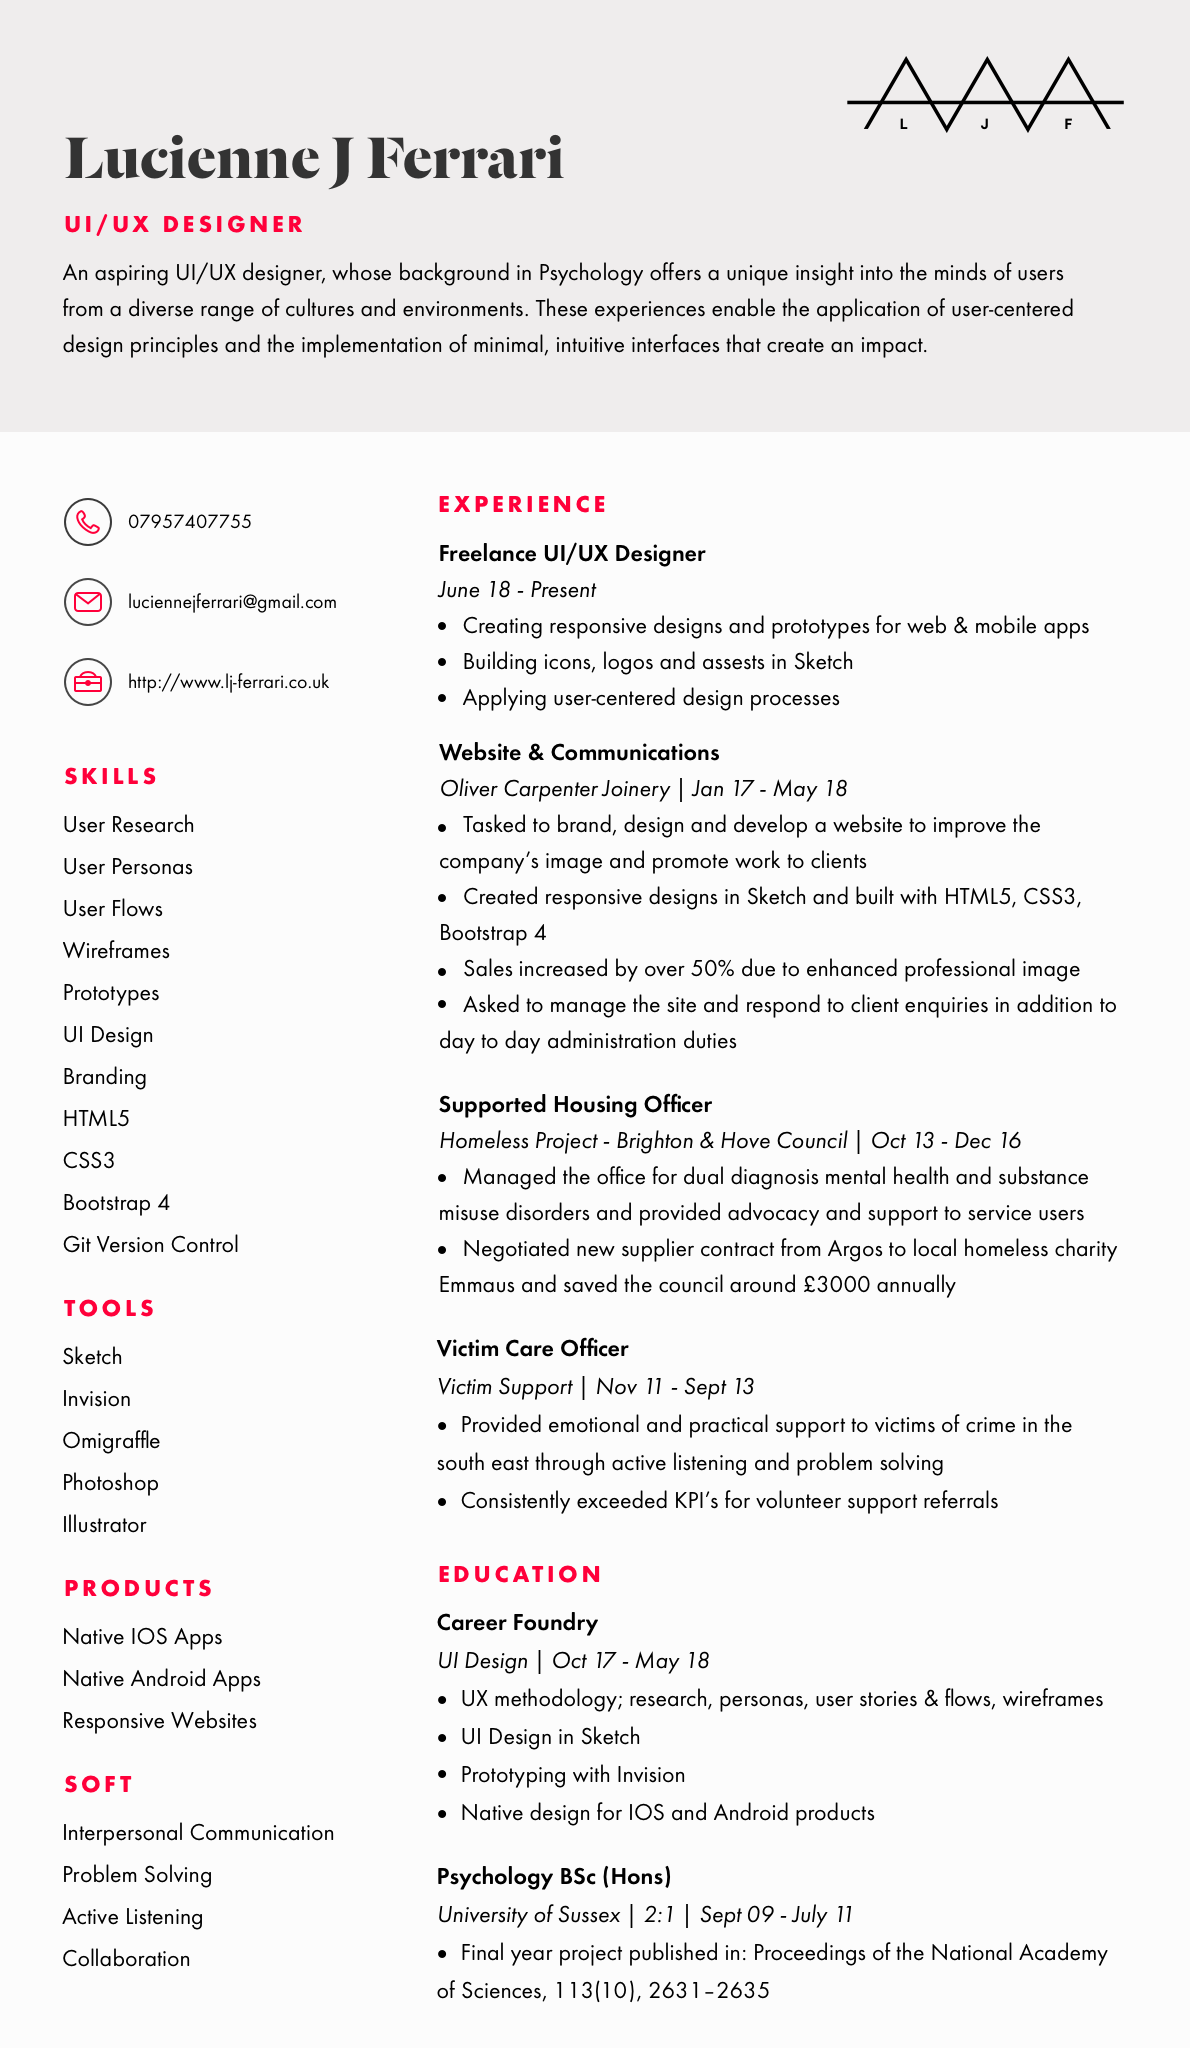 L J F
Lucienne J Ferrari
UI/UX DESIGNER
An aspiring UI/UX designer, whose background in Psychology offers a unique insight into the minds of users
from a diverse range of cultures and environments. These experiences enable the application of user-centered
design principles and the implementation of minimal, intuitive interfaces that create an impact.
07957407755
luciennejferrari@gmail.com
http://www.lj-ferrari.co.uk
SKILLS
User Research
User Personas
User Flows
Wireframes
Prototypes
UI Design
Branding
HTML5
CSS3
Bootstrap 4
Git Version Control
TOOLS
Sketch
Invision
Omigraffle
Photoshop
Illustrator
PRODUCTS
Native IOS Apps
Native Android Apps
Responsive Websites
SOFT
Interpersonal Communication
Problem Solving
Active Listening
Collaboration
EXPERIENCE
Freelance UI/UX Designer
June 18 - Present
• Creating responsive designs and prototypes for web & mobile apps
• Building icons, logos and assests in Sketch
• Applying user-centered design processes
Website & Communications
Oliver Carpenter Joinery | Jan 17 - May 18
• Tasked to brand, design and develop a website to improve the
company's image and promote work to clients
• Created responsive designs in Sketch and built with HTML5, CSS3,
Bootstrap 4
• Sales increased by over 50% due to enhanced professional image
• Asked to manage the site and respond to client enquiries in addition to
day to day administration duties
Supported Housing Officer
Homeless Project - Brighton & Hove Council | Oct 13 - Dec 16
• Managed the office for dual diagnosis mental health and substance
misuse disorders and provided advocacy and support to service users
• Negotiated new supplier contract from Argos to local homeless charity
Emmaus and saved the council around £3000 annually
Victim Care Officer
Victim Support | Nov 11 - Sept 13
• Provided emotional and practical support to victims of crime in the
south east through active listening and problem solving
• Consistently exceeded KPI's for volunteer support referrals
EDUCATION
Career Foundry
UI Design | Oct 17 - May 18
• UX methodology; research, personas, user stories & flows, wireframes
• UI Design in Sketch
• Prototyping with Invision
• Native design for IOS and Android products
Psychology BSc (Hons)
University of Sussex | 2:1 | Sept 09 - July 11
• Final year project published in: Proceedings of the National Academy
of Sciences, 113(10), 2631–2635